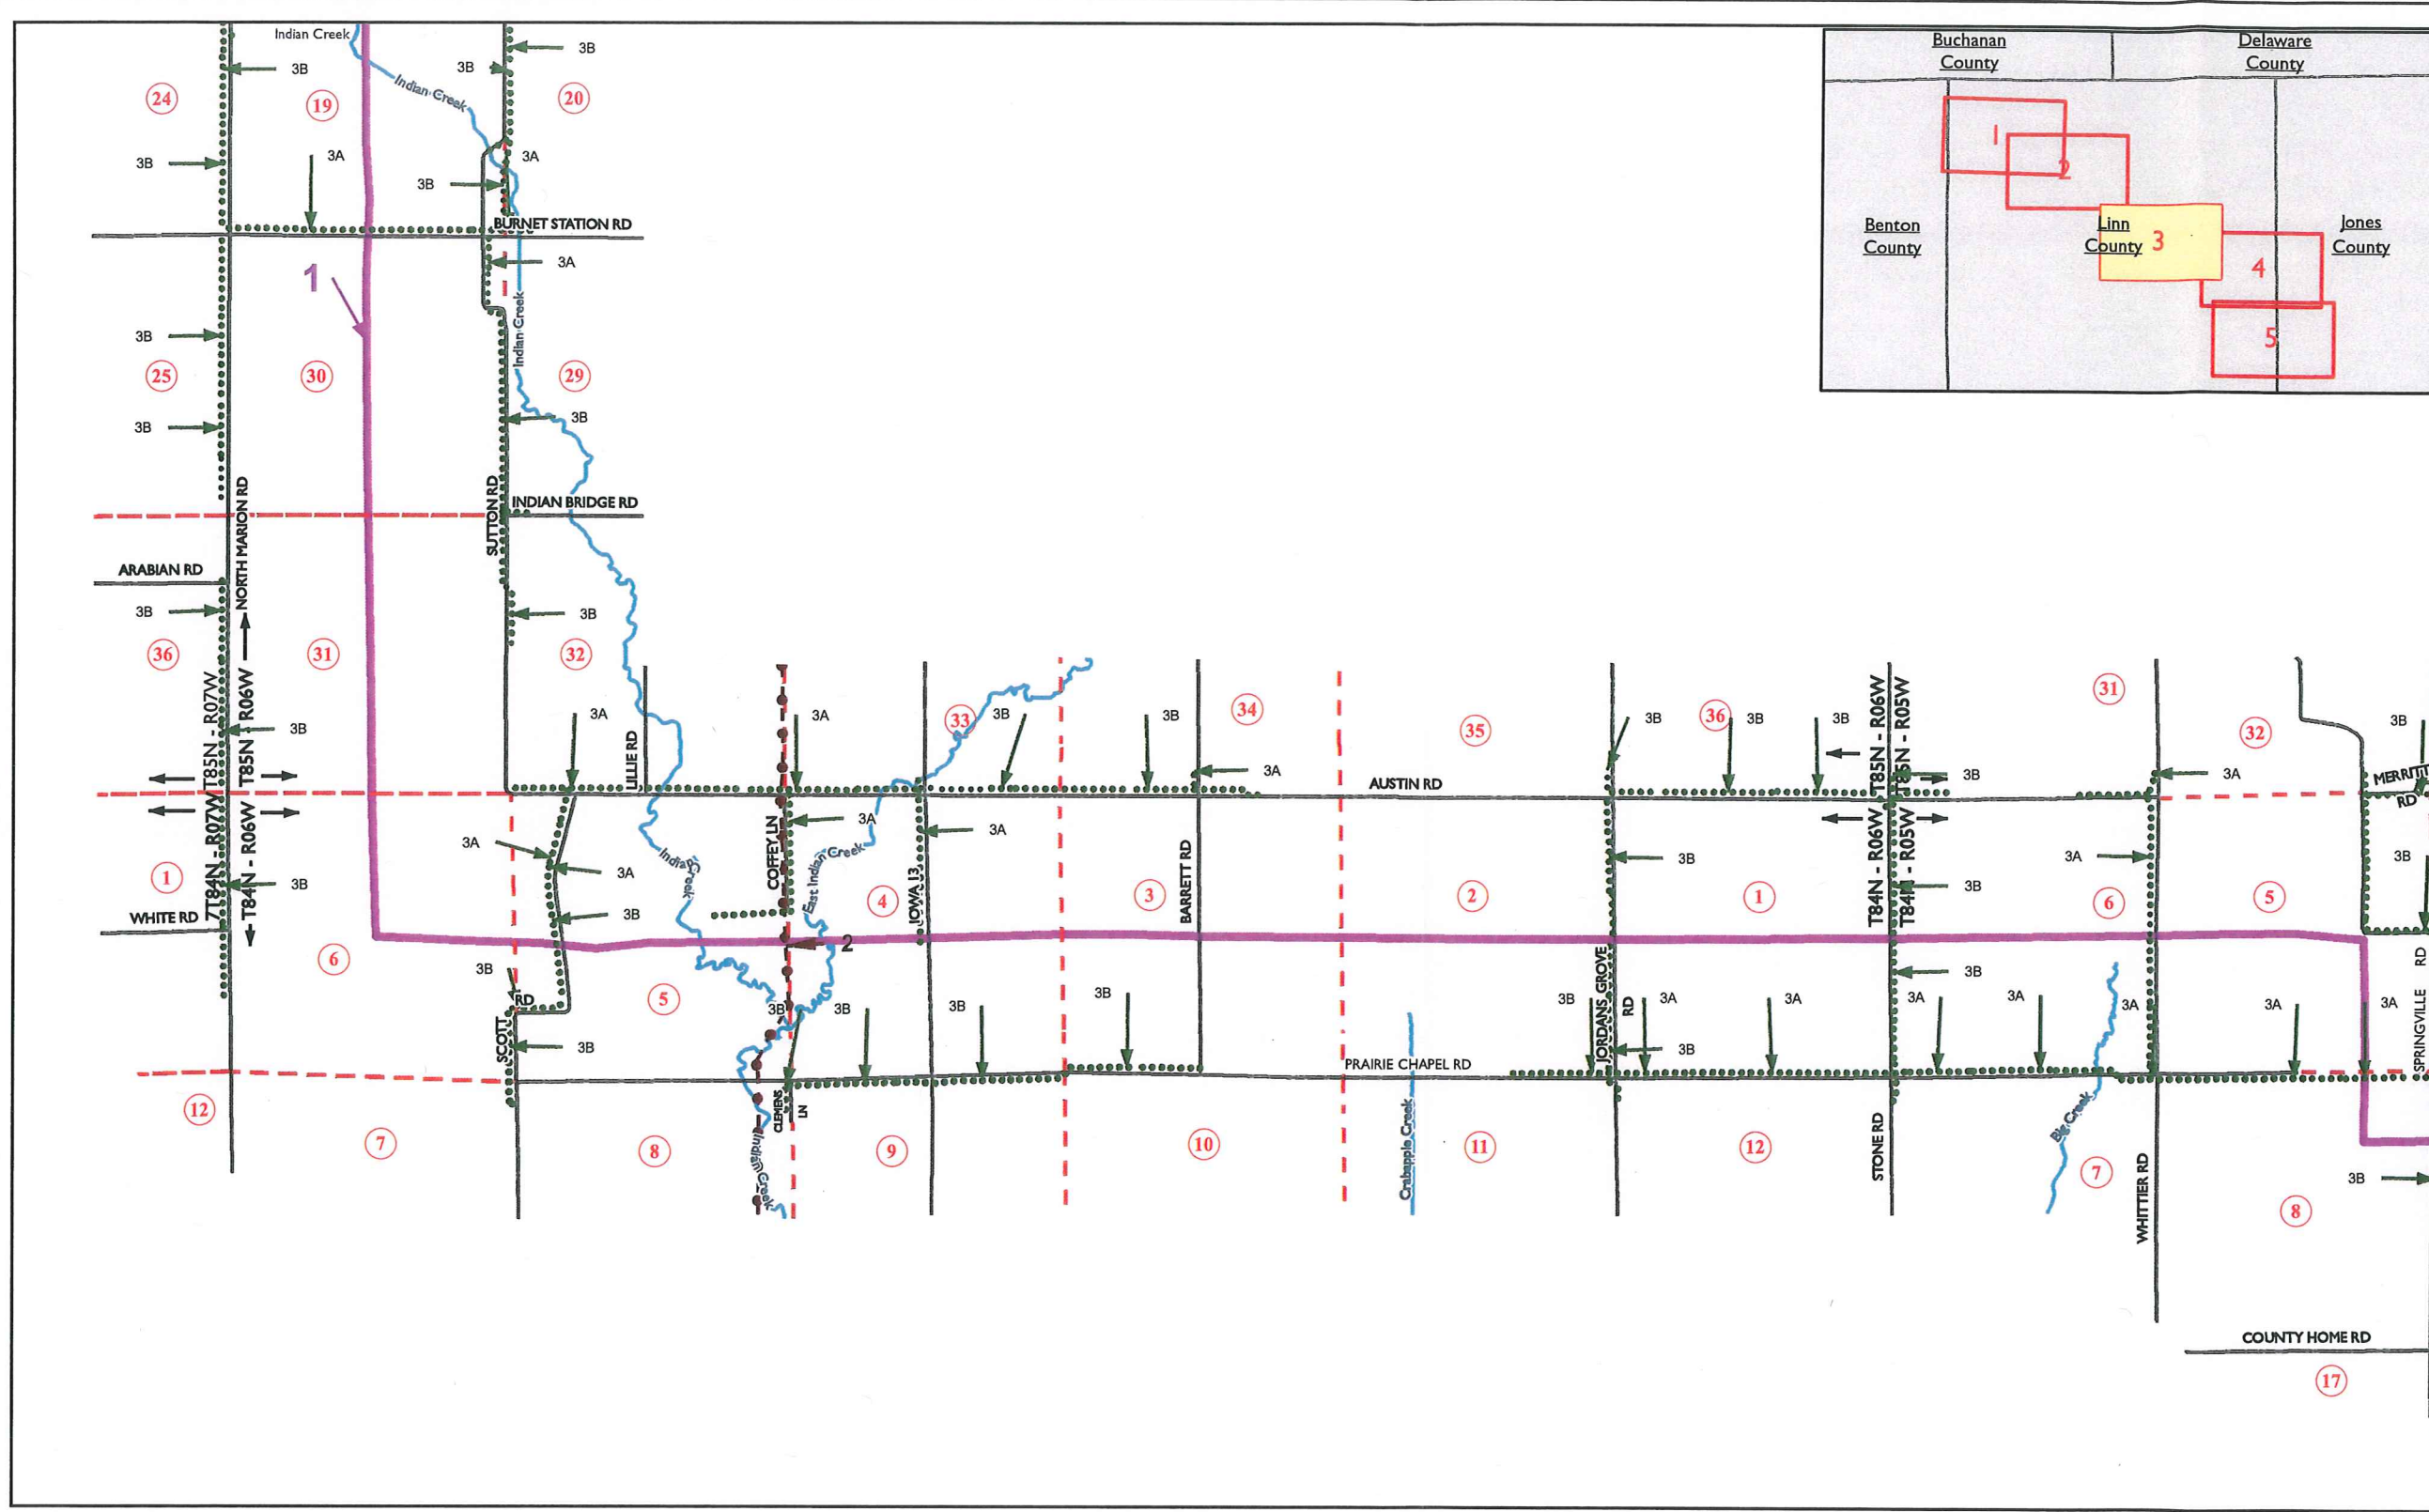 Indian Creek
3B
3B
3B
24
19
Indian Creek
20
3B
3A
3A
3B
BURNET STATION RD
3A
1
Indian Creek
3B
25
30
29
3B
3B
SUTTON RD
INDIAN BRIDGE RD
NORTH MARION RD
ARABIAN RD
3B
3B
36
31
32
T85N - R07W
T85N - R06W
3B
3A
LILLIE RD
3A
33
3B
3B
34
3A
35
3B
36
3B
3B
T85N - R06W
T85N - R05W
3B
31
3A
32
3B
MERRITT
RD
AUSTIN RD
7T84N - R07W
T84N - R06W
1
3B
WHITE RD
3A
3A
3B
Indian Creek
COFFEY LN
3A
East Indian Creek
IOWA 13
3A
4
3
BARRETT RD
2
3B
1
T84N - R06W
T84N - R05W
3B
3A
6
5
3B
6
2
3B
RD
SCOTT
5
3B
3B
3B
3B
3B
3B
JORDANS GROVE
RD
3A
3B
3A
3B
3A
3A
3A
3A
3A
SPRINGVILLE
RD
PRAIRIE CHAPEL RD
12
7
8
CLEMENS
LN
Indian Creek
9
10
Crabapple Creek
11
12
STONE RD
Big Creek
7
WHITTIER RD
3B
8
COUNTY HOME RD
17
Buchanan
County
Delaware
County
1
2
Benton
County
Linn
County
3
Jones
County
4
5